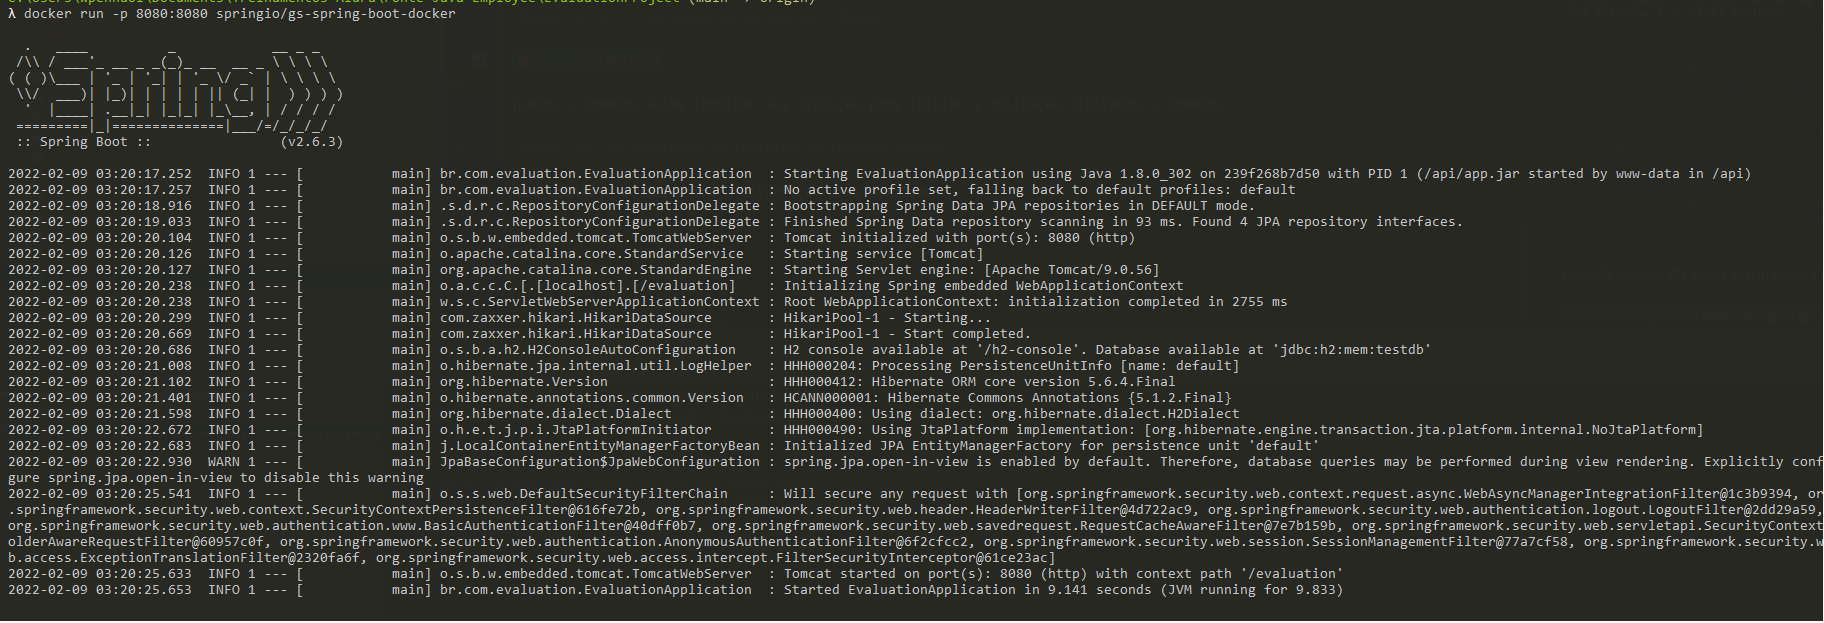 λ docker run -p 8080:8080 springio/gs-spring-boot-docker
  .   ____          _            __ _ _
 /\\ / ___'_ __ _ _(_)_ __  __ _ \ \ \ \
( ( )\___ | '_ | '_| | '_ \/ _` | \ \ \ \
 \\/  ___)| |_)| | | | | || (_| |  ) ) ) )
  '  |____| .__|_| |_|_| |_\__, | / / / /
 =========|_|==============|___/=/_/_/_/
 :: Spring Boot ::                (v2.6.3)
2022-02-09 03:20:17.252  INFO 1 --- [           main] br.com.evaluation.EvaluationApplication  : Starting EvaluationApplication using Java 1.8.0_302 on 239f268b7d50 with PID 1 (/api/app.jar started by www-data in /api)
2022-02-09 03:20:17.257  INFO 1 --- [           main] br.com.evaluation.EvaluationApplication  : No active profile set, falling back to default profiles: default
2022-02-09 03:20:18.916  INFO 1 --- [           main] .s.d.r.c.RepositoryConfigurationDelegate : Bootstrapping Spring Data JPA repositories in DEFAULT mode.
2022-02-09 03:20:19.033  INFO 1 --- [           main] .s.d.r.c.RepositoryConfigurationDelegate : Finished Spring Data repository scanning in 93 ms. Found 4 JPA repository interfaces.
2022-02-09 03:20:20.104  INFO 1 --- [           main] o.s.b.w.embedded.tomcat.TomcatWebServer  : Tomcat initialized with port(s): 8080 (http)
2022-02-09 03:20:20.126  INFO 1 --- [           main] o.apache.catalina.core.StandardService   : Starting service [Tomcat]
2022-02-09 03:20:20.127  INFO 1 --- [           main] org.apache.catalina.core.StandardEngine  : Starting Servlet engine: [Apache Tomcat/9.0.56]
2022-02-09 03:20:20.238  INFO 1 --- [           main] o.a.c.c.C.[.[localhost].[/evaluation]    : Initializing Spring embedded WebApplicationContext
2022-02-09 03:20:20.238  INFO 1 --- [           main] w.s.c.ServletWebServerApplicationContext : Root WebApplicationContext: initialization completed in 2755 ms
2022-02-09 03:20:20.299  INFO 1 --- [           main] com.zaxxer.hikari.HikariDataSource       : HikariPool-1 - Starting...
2022-02-09 03:20:20.669  INFO 1 --- [           main] com.zaxxer.hikari.HikariDataSource       : HikariPool-1 - Start completed.
2022-02-09 03:20:20.686  INFO 1 --- [           main] o.s.b.a.h2.H2ConsoleAutoConfiguration    : H2 console available at '/h2-console'. Database available at 'jdbc:h2:mem:testdb'
2022-02-09 03:20:21.008  INFO 1 --- [           main] o.hibernate.jpa.internal.util.LogHelper  : HHH000204: Processing PersistenceUnitInfo [name: default]
2022-02-09 03:20:21.102  INFO 1 --- [           main] org.hibernate.Version                    : HHH000412: Hibernate ORM core version 5.6.4.Final
2022-02-09 03:20:21.401  INFO 1 --- [           main] o.hibernate.annotations.common.Version   : HCANN000001: Hibernate Commons Annotations {5.1.2.Final}
2022-02-09 03:20:21.598  INFO 1 --- [           main] org.hibernate.dialect.Dialect            : HHH000400: Using dialect: org.hibernate.dialect.H2Dialect
2022-02-09 03:20:22.672  INFO 1 --- [           main] o.h.e.t.j.p.i.JtaPlatformInitiator       : HHH000490: Using JtaPlatform implementation: [org.hibernate.engine.transaction.jta.platform.internal.NoJtaPlatform]
2022-02-09 03:20:22.683  INFO 1 --- [           main] j.LocalContainerEntityManagerFactoryBean : Initialized JPA EntityManagerFactory for persistence unit 'default'
2022-02-09 03:20:22.930  WARN 1 --- [           main] JpaBaseConfiguration$JpaWebConfiguration : spring.jpa.open-in-view is enabled by default. Therefore, database queries may be performed during view rendering. Explicitly conf
gure spring.jpa.open-in-view to disable this warning
2022-02-09 03:20:25.541  INFO 1 --- [           main] o.s.s.web.DefaultSecurityFilterChain     : Will secure any request with [org.springframework.security.web.context.request.async.WebAsyncManagerIntegrationFilter@1c3b9394, or
.springframework.security.web.context.SecurityContextPersistenceFilter@616fe72b, org.springframework.security.web.header.HeaderWriterFilter@4d722ac9, org.springframework.security.web.authentication.logout.LogoutFilter@2dd29a59,
org.springframework.security.web.authentication.www.BasicAuthenticationFilter@40dff0b7, org.springframework.security.web.savedrequest.RequestCacheAwareFilter@7e7b159b, org.springframework.security.web.servletapi.SecurityContext
olderAwareRequestFilter@60957c0f, org.springframework.security.web.authentication.AnonymousAuthenticationFilter@6f2cfcc2, org.springframework.security.web.session.SessionManagementFilter@77a7cf58, org.springframework.security.w
b.access.ExceptionTranslationFilter@2320fa6f, org.springframework.security.web.access.intercept.FilterSecurityInterceptor@61ce23ac]
2022-02-09 03:20:25.633  INFO 1 --- [           main] o.s.b.w.embedded.tomcat.TomcatWebServer  : Tomcat started on port(s): 8080 (http) with context path '/evaluation'
2022-02-09 03:20:25.653  INFO 1 --- [           main] br.com.evaluation.EvaluationApplication  : Started EvaluationApplication in 9.141 seconds (JVM running for 9.833)